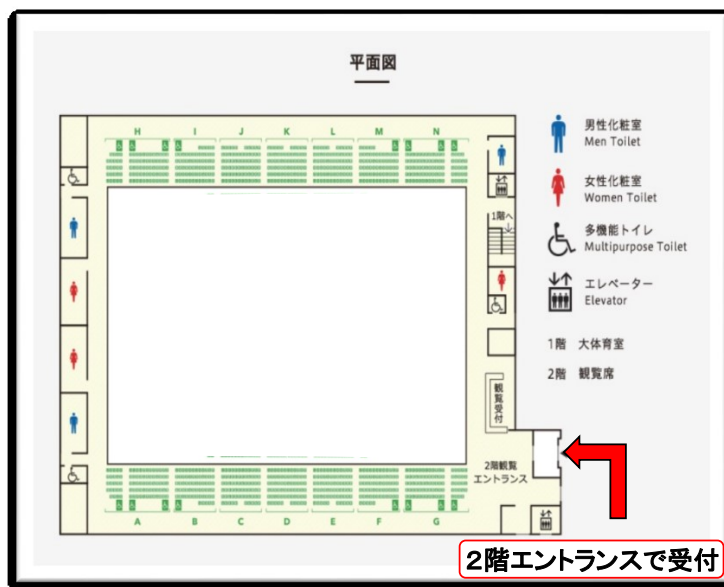 平面図
H I J K L M N
男性化粧室
Men Toilet
女性化粧室
Women Toilet
1階へ
多機能トイレ
Multipurpose Toilet
エレベーター
Elevator
1階 大体育室
2階 観覧席
観覧受付
2階観覧
エントランス
A B C D E F G
2階エントランスで受付